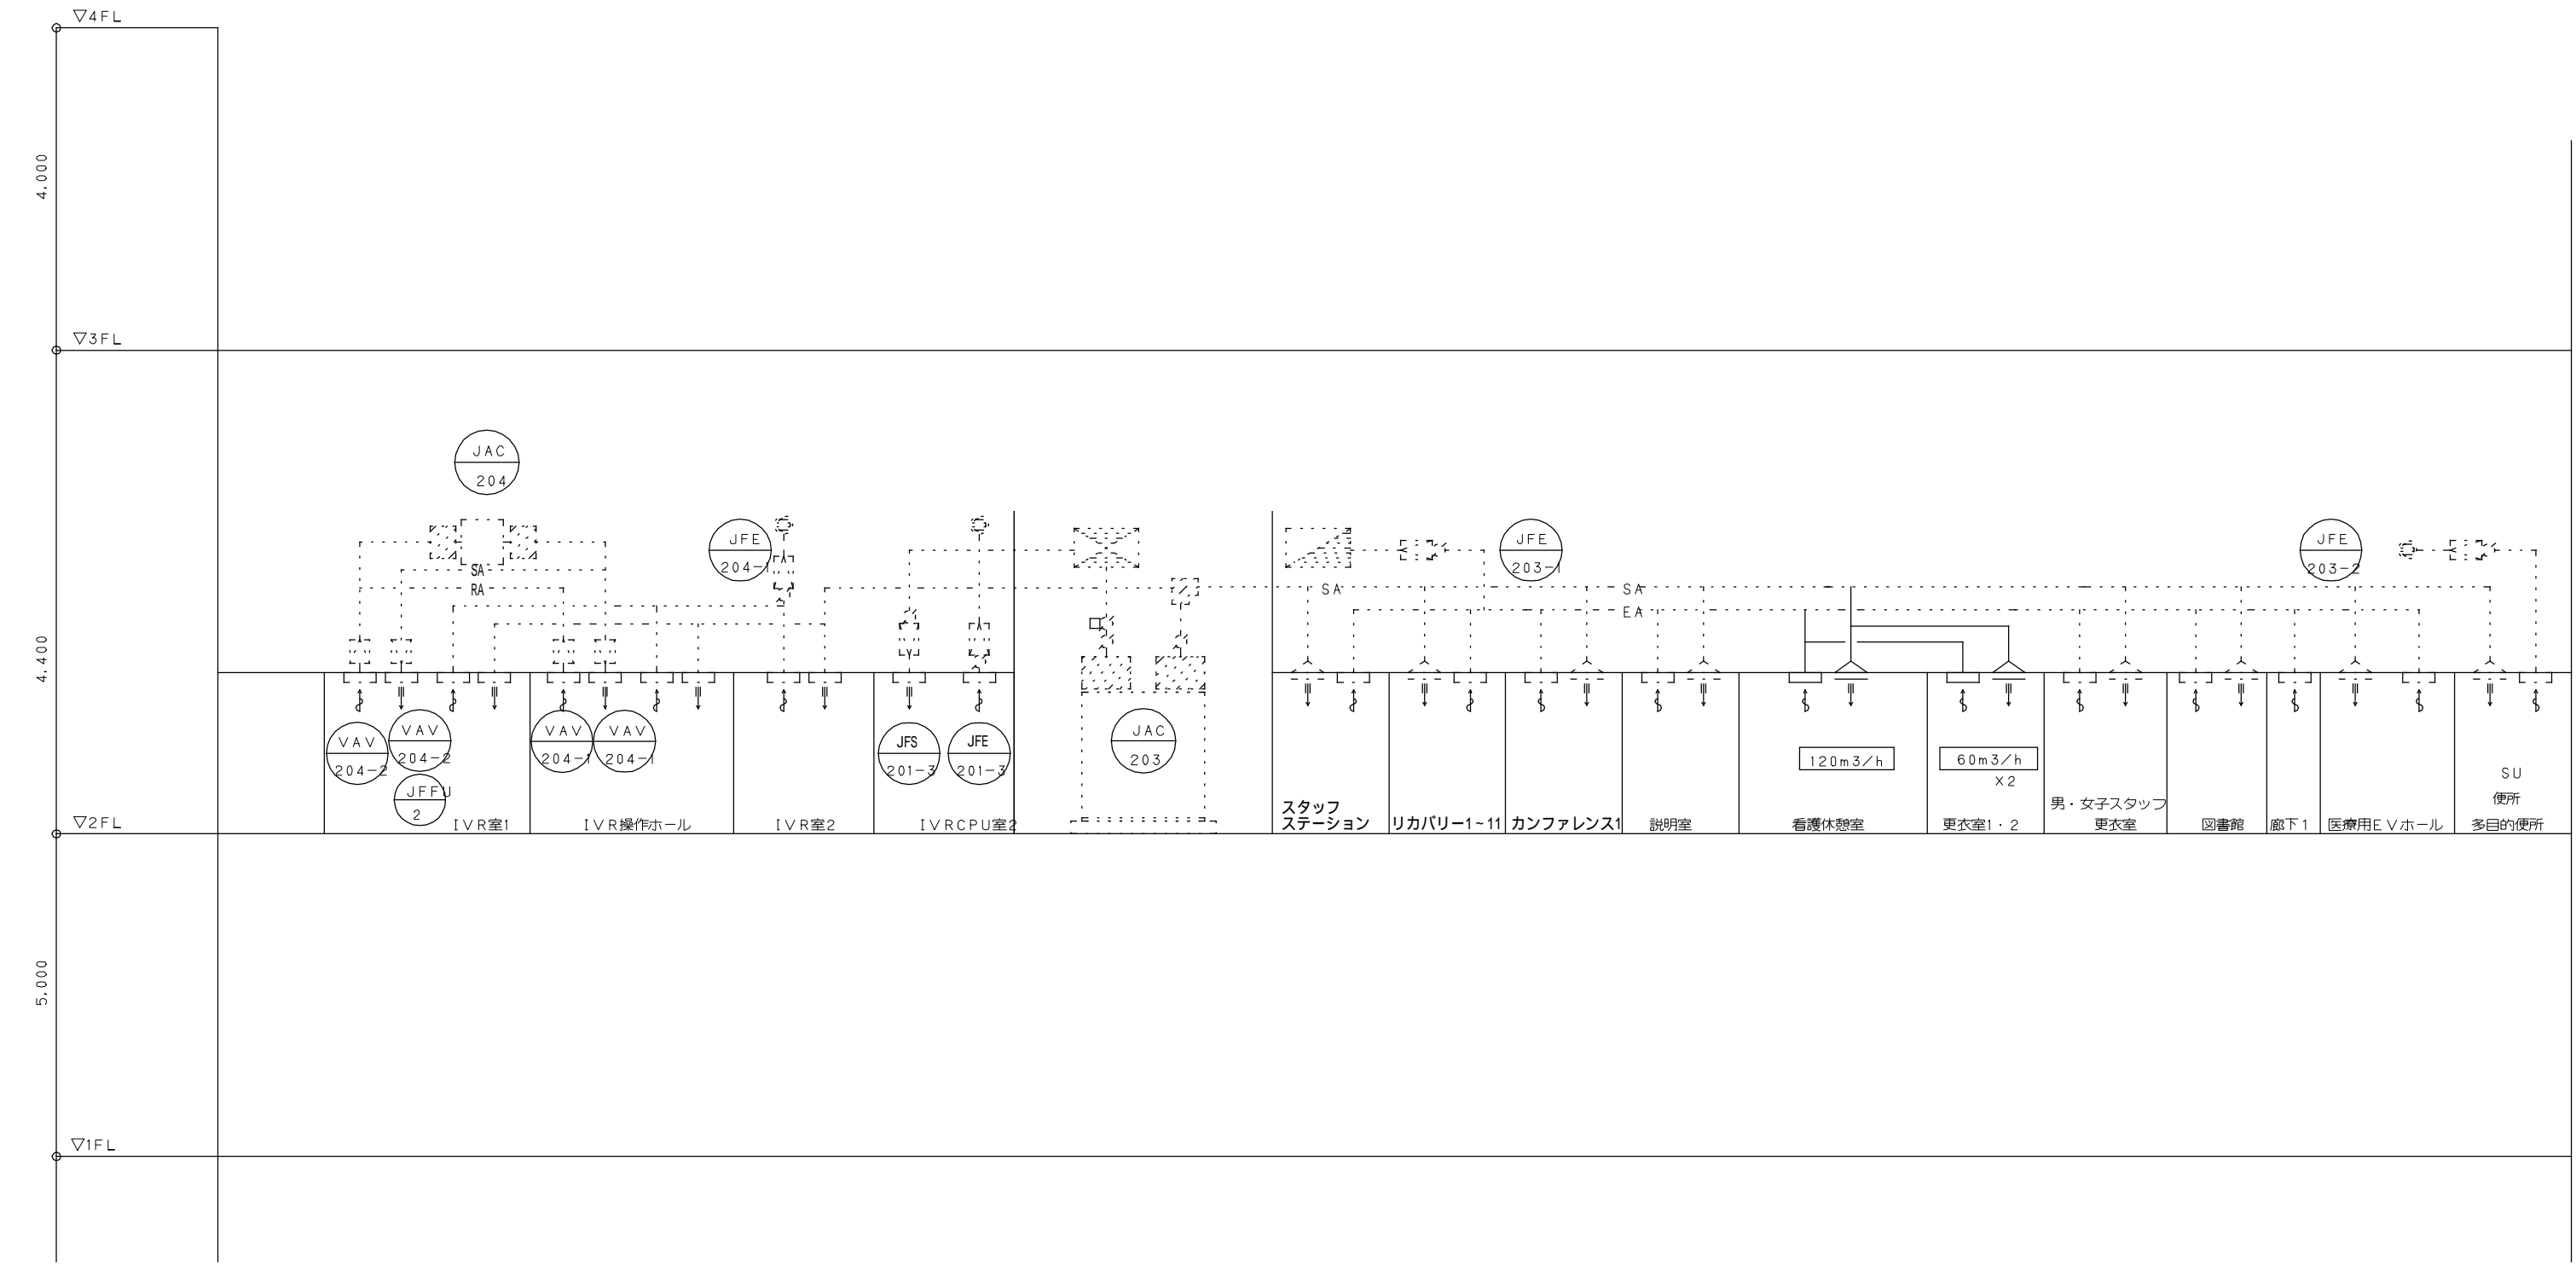 ▽4FL
4,000
▽3FL
JAC
204
JFE
204-1
JFE
203-1
JFE
203-2
SA
RA
SA
SA
EA
4,400
VAV
204-2
VAV
204-2
VAV
204-1
VAV
204-1
JFS
201-3
JFE
201-3
JAC
203
120m3/h
60m3/h
X2
JFFU
2
SU
便所
スタッフ
ステーション
男・女子スタッフ
更衣室
▽2FL
IVR室1
IVR操作ホール
IVR室2
IVRCPU室2
リカバリー1~11
カンファレンス1
説明室
看護休憩室
更衣室1・2
図書館
廊下1
医療用EVホール
多目的便所
5,000
▽1FL